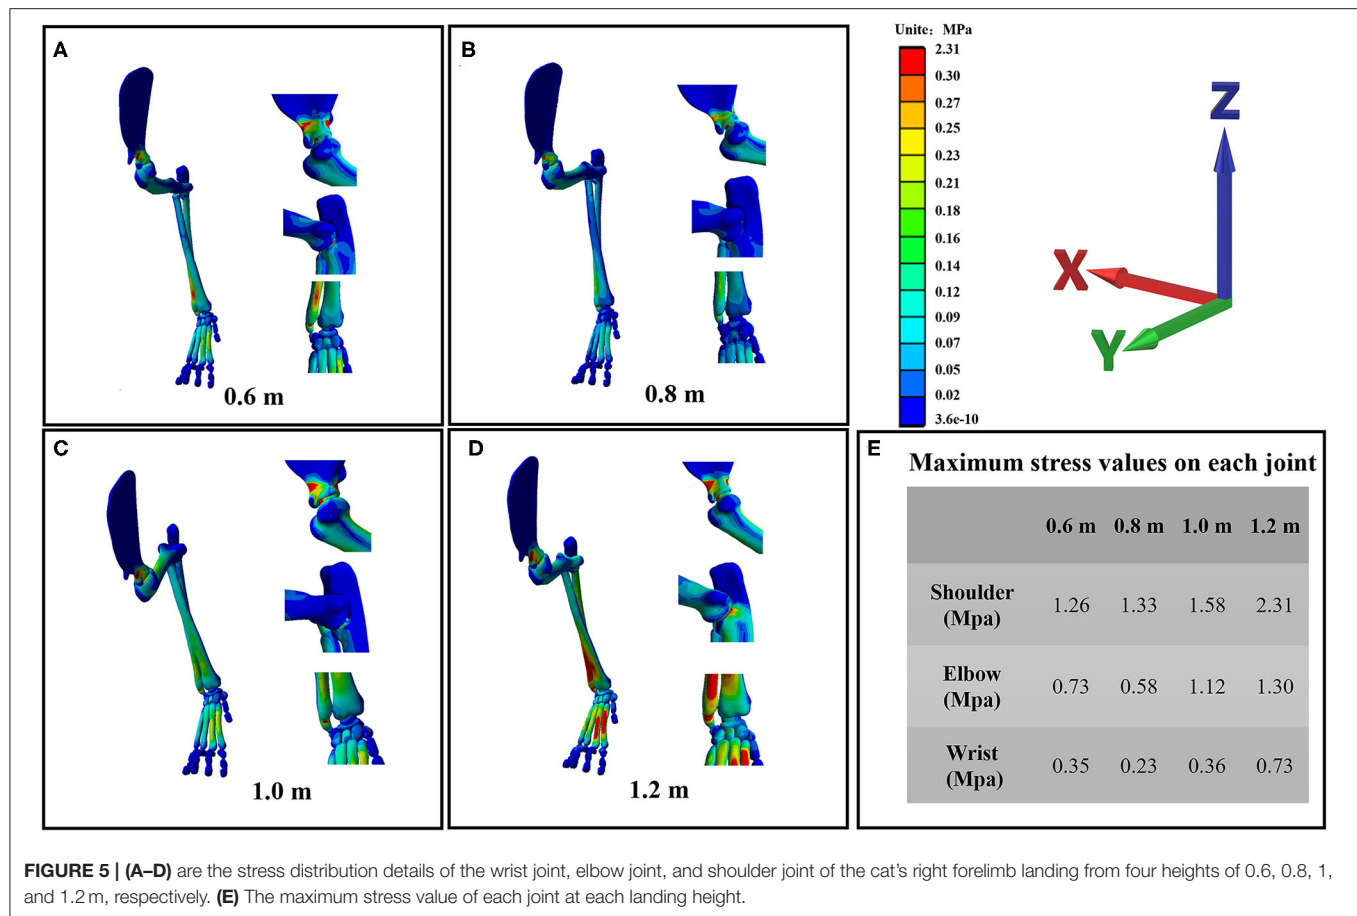 A
0.6 m
B
0.8 m
Unite: MPa
2.31
0.30
0.27
0.25
0.23
0.21
0.18
0.16
0.14
0.12
0.09
0.07
0.05
0.02
3.6e-10
Z
X
Y
C
1.0 m
D
1.2 m
E
Maximum stress values on each joint
0.6 m 0.8 m 1.0 m 1.2 m
Shoulder
(Mpa) 1.26 1.33 1.58 2.31
Elbow
(Mpa) 0.73 0.58 1.12 1.30
Wrist
(Mpa) 0.35 0.23 0.36 0.73
FIGURE 5 | (A–D) are the stress distribution details of the wrist joint, elbow joint, and shoulder joint of the cat's right forelimb landing from four heights of 0.6, 0.8, 1,
and 1.2 m, respectively. (E) The maximum stress value of each joint at each landing height.